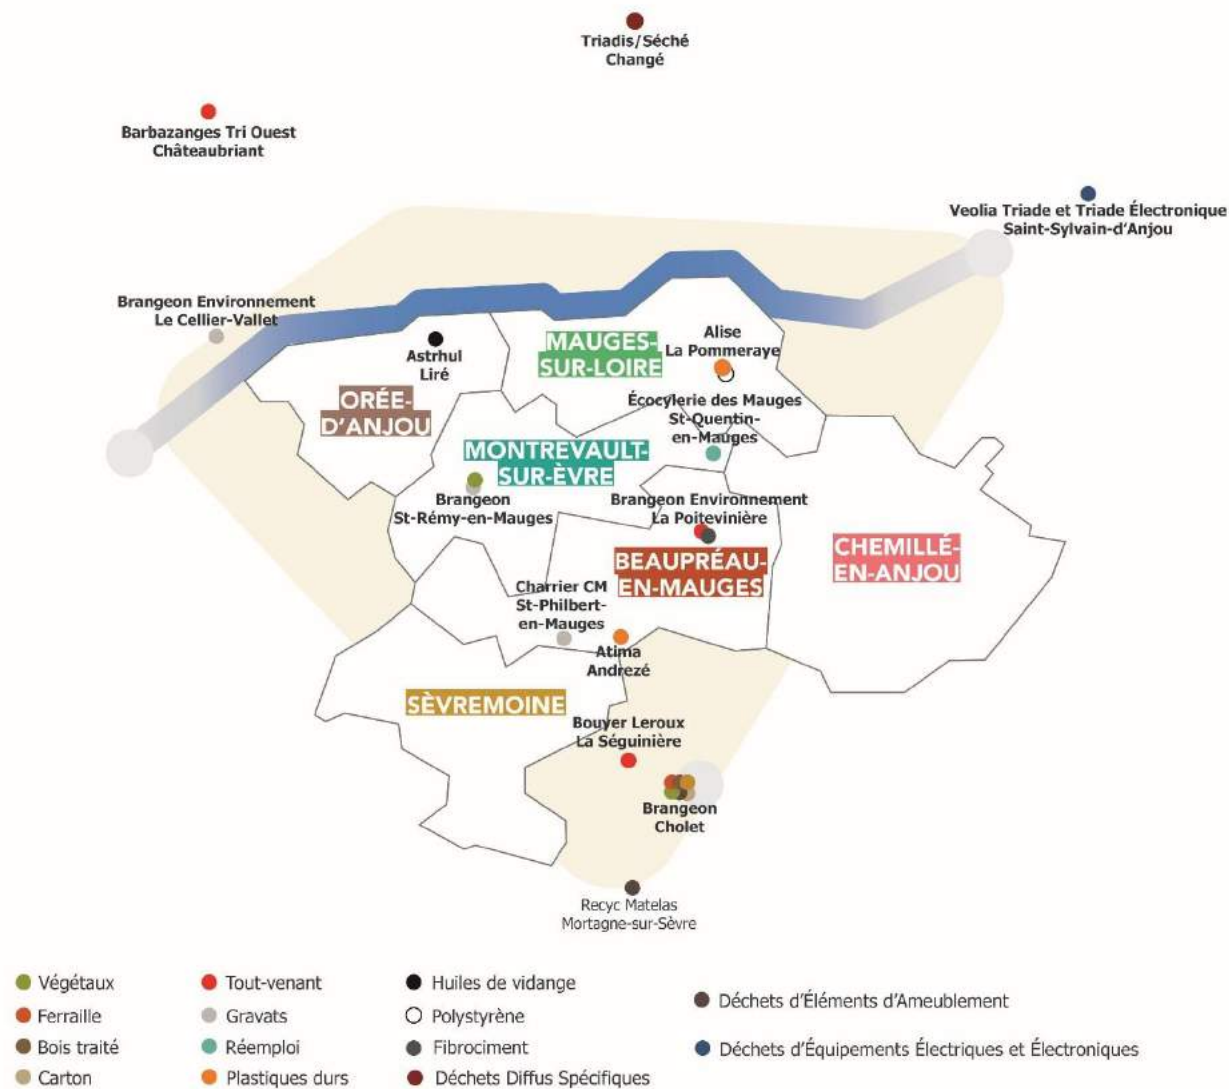 Triadis/Séché
Changé
Barbazanges Tri Ouest
Châteaubriant
Veolia Triade et Triade Électronique
Saint-Sylvain-d'Anjou
Brangeon Environnement
Le Cellier-Vallet
Astrhul
Liré
MAUGES-
SUR-LOIRE
Alise
La Pommeraye
ORÉE-
D'ANJOU
Écocylerie des Mauges
St-Quentin-
en-Mauges
MONTREVAULT-
SUR-ÈVRE
Brangeon
St-Rémy-en-Mauges
Brangeon Environnement
La Poitevinière
BEAUPRÉAU-
EN-MAUGES
CHEMILLÉ-
EN-ANJOU
Charrier CM
St-Philbert-
en-Mauges
Atima
Andrezé
SÈVREMOINE
Bouyer Leroux
La Séguinière
Brangeon
Cholet
Recyc Matelas
Mortagne-sur-Sèvre
Végétaux
Ferraille
Bois traité
Carton
Tout-venant
Gravats
Réemploi
Plastiques durs
Huiles de vidange
Polystyrène
Fibrociment
Déchets Diffus Spécifiques
Déchets d'Éléments d'Ameublement
Déchets d'Équipements Électriques et Électroniques